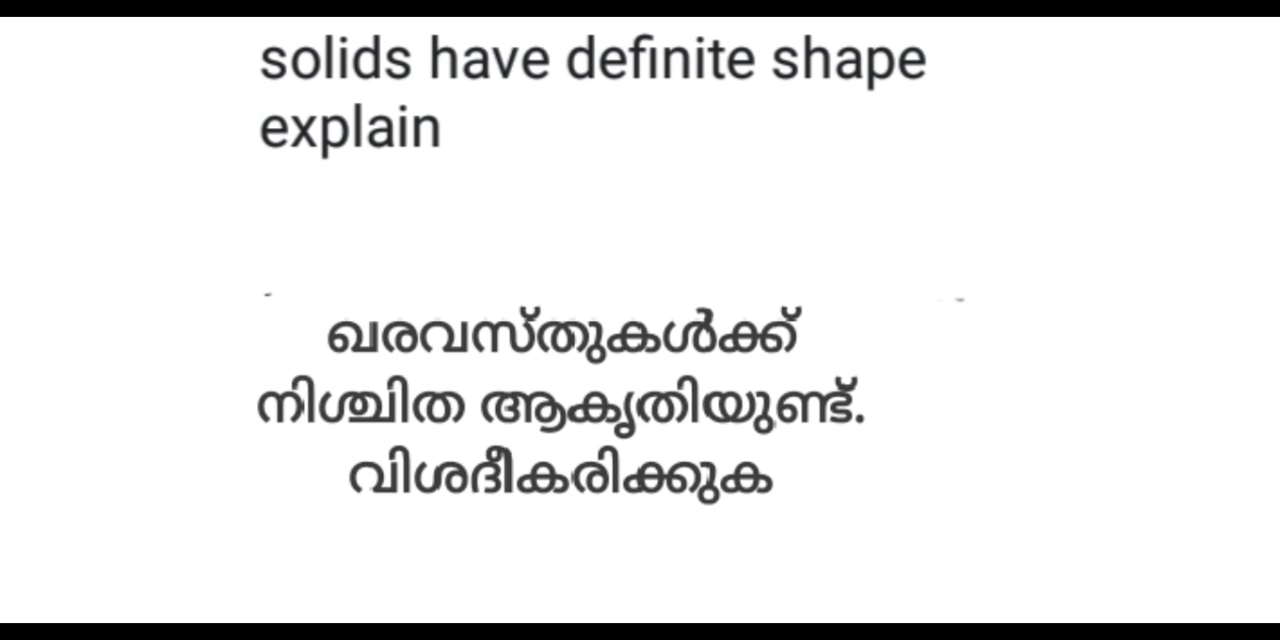 solids have definite shape
explain
ഖരവസ്തുകൾക്ക്
നിശ്ചിത ആകൃതിയുണ്ട്.
വിശദീകരിക്കുക